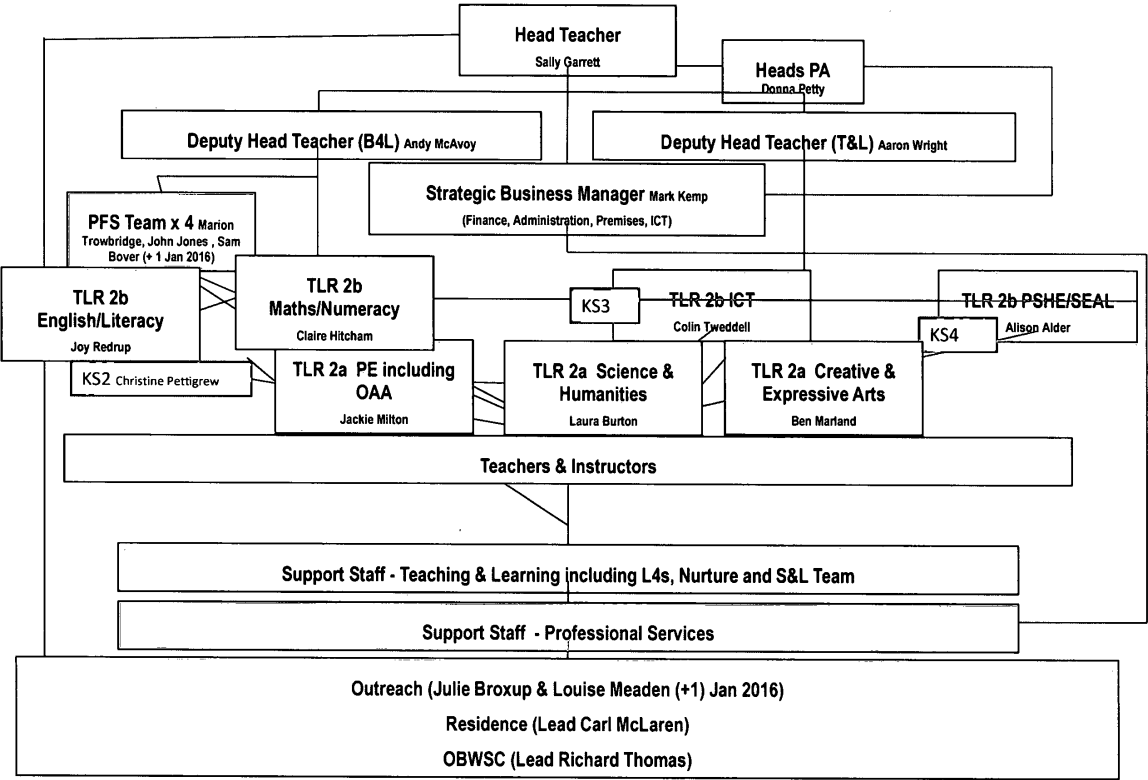 Head Teacher
Sally Garrett
Heads PA
Donna Petty
Deputy Head Teacher (B4L) Andy McAvoy
Deputy Head Teacher (T&L) Aaron Wright
Strategic Business Manager Mark Kemp
(Finance, Administration, Premises, ICT)
PFS Team x 4 Marion
Trowbridge, John Jones , Sam
Bover (+ 1 Jan 2016)
TLR 2b
English/Literacy
Joy Redrup
TLR 2b
Maths/Numeracy
Claire Hitcham
KS3
TLR 2b ICT
Colin Tweddell
TLR 2b PSHE/SEAL
Alison Alder
KS4
KS2 Christine Pettigrew
TLR 2a PE including
OAA
Jackie Milton
TLR 2a Science &
Humanities
Laura Burton
TLR 2a Creative &
Expressive Arts
Ben Marland
Teachers & Instructors
Support Staff - Teaching & Learning including L4s, Nurture and S&L Team
Support Staff - Professional Services
Outreach (Julie Broxup & Louise Meaden (+1) Jan 2016)
Residence (Lead Carl McLaren)
OBWSC (Lead Richard Thomas)